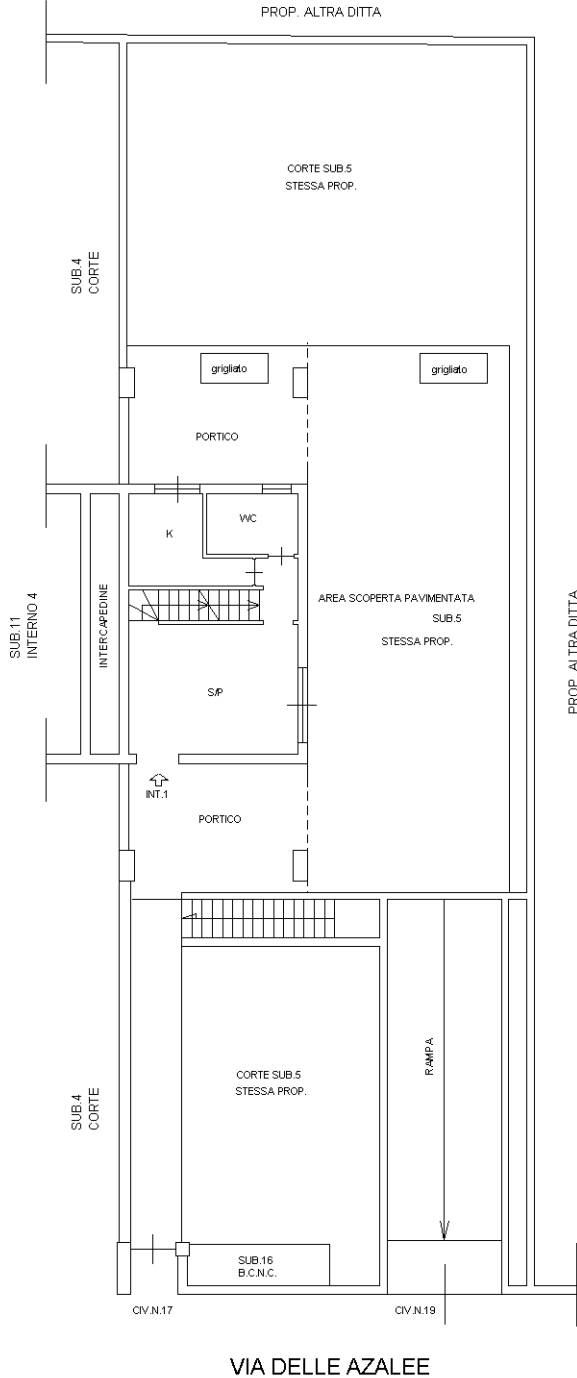 PROP. ALTRA DITTA
CORTE SUB.5
STESSA PROP.
SUB.4
CORTE
grigliato
grigliato
PORTICO
K
WC
SUB.11
INTERNO 4
INTERCAPEDINE
AREA SCOPERTA PAVIMENTATA
SUB.5
STESSA PROP.
PROP. ALTRA DITTA
S/P
INT.1
PORTICO
CORTE SUB.5
STESSA PROP.
RAMPA
SUB.4
CORTE
SUB.16
B.C.N.C.
CIV.N.17
CIV.N.19
VIA DELLE AZALEE